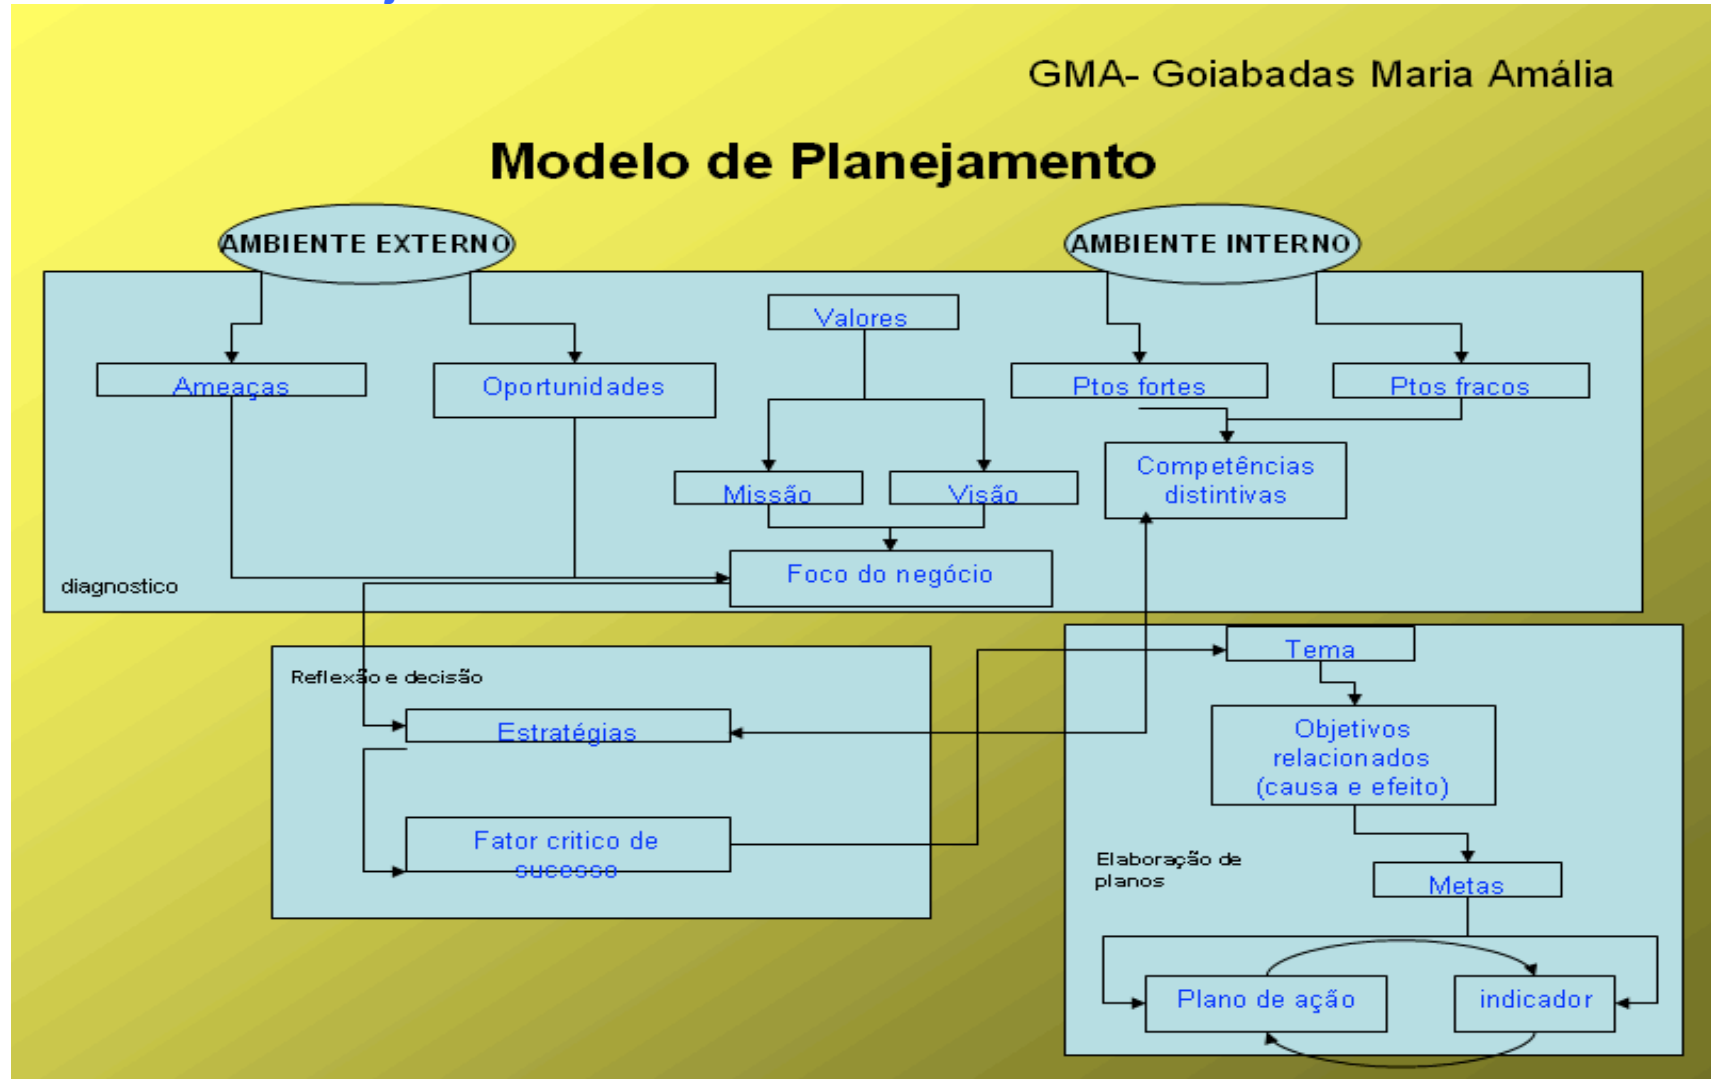 GMA- Goiabadas Maria Amália
Modelo de Planejamento
AMBIENTE EXTERNO
AMBIENTE INTERNO
Valores
Ameaças
Oportunidades
Ptos fortes
Ptos fracos
Competências
distintivas
Missão
Visão
Foco do negócio
diagnostico
Reflexão e decisão
Estratégias
Fator critico de
sucesso
Tema
Objetivos
relacionados
(causa e efeito)
Elaboração de
planos
Metas
Plano de ação
indicador